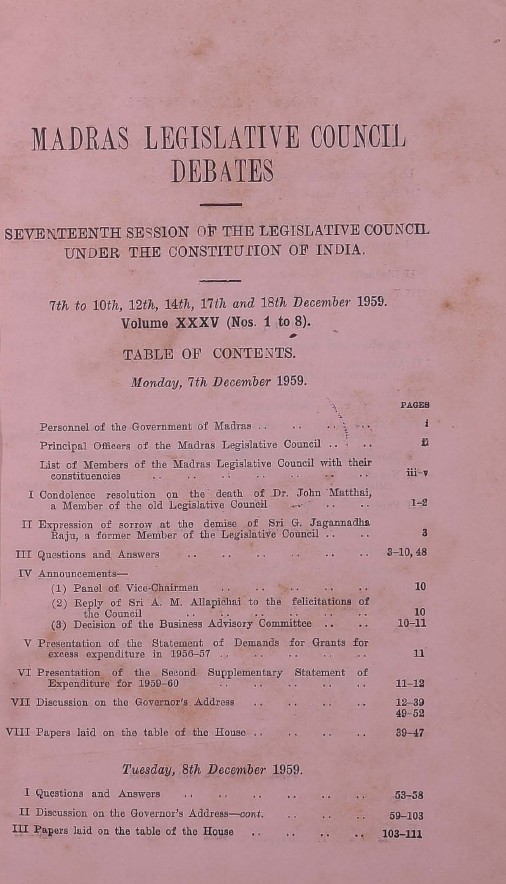 MADRAS LEGISLATIVE COUNCIL
DEBATES
SEVENTEENTH SESSION OF THE LEGISLATIVE COUNCIL
UNDER THE CONSTITUTION OF INDIA.
7th to 10th, 12th, 14th, 17th and 18th December 1959.
Volume XXXV (Nos. 1 to 8).
TABLE OF CONTENTS.
Monday, 7th December 1959.
PAGES
Personnel of the Government of Madras .. .. .. .. i
Principal Officers of the Madras Legislative Council .. .. ii
List of Members of the Madras Legislative Council with their
constituencies .. .. .. .. .. .. iii-v
I Condolence resolution on the death of Dr. John Matthai,
a Member of the old Legislative Council .. .. .. 1-2
II Expression of sorrow at the demise of Sri G. Jagannadha
Raju, a former Member of the Legislative Council .. .. 3
III Questions and Answers .. .. .. .. .. .. 3-10, 48
IV Announcements—
(1) Panel of Vice-Chairmen .. .. .. .. .. 10
(2) Reply of Sri A. M. Allapichai to the felicitations of
the Council .. .. .. .. .. .. .. 10
(3) Decision of the Business Advisory Committee .. .. 10-11
V Presentation of the Statement of Demands for Grants for
excess expenditure in 1956-57 .. .. .. .. .. 11
VI Presentation of the Second Supplementary Statement of
Expenditure for 1959-60 .. .. .. .. .. 11-12
VII Discussion on the Governor's Address .. .. .. .. 12-39
49-52
VIII Papers laid on the table of the House .. .. .. .. 39-47
Tuesday, 8th December 1959.
I Questions and Answers .. .. .. .. .. .. 53-58
II Discussion on the Governor's Address—cont. .. .. .. 59-103
III Papers laid on the table of the House .. .. .. .. 103-111